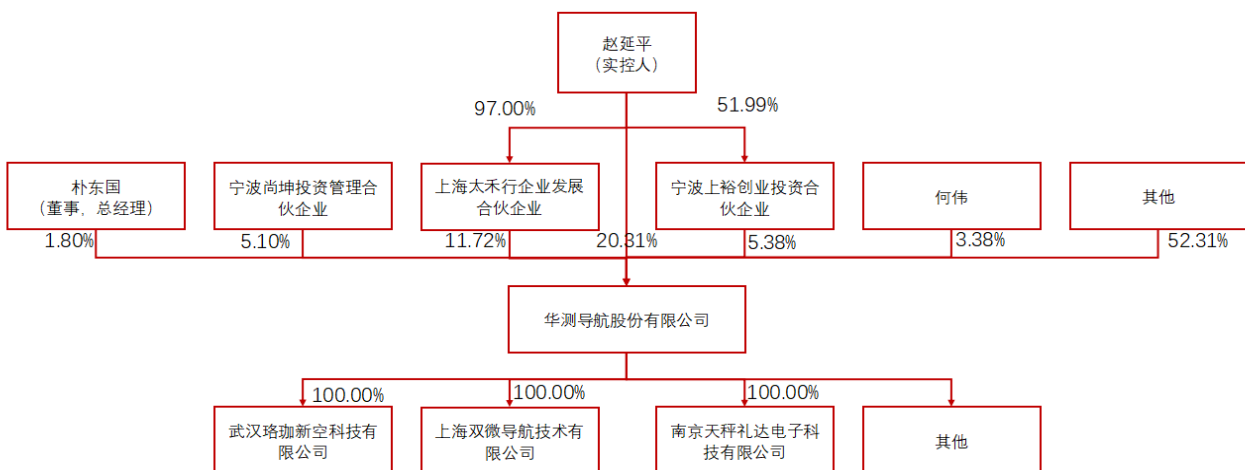 赵延平
（实控人）
97.00%
51.99%
朴东国
（董事，总经理）
宁波尚坤投资管理合
伙企业
上海太禾行企业发展
合伙企业
宁波上裕创业投资合
伙企业
何伟
其他
1.80%
5.10%
11.72%
20.31%
5.38%
3.38%
52.31%
华测导航股份有限公司
100.00%
100.00%
100.00%
武汉珞珈新空科技有
限公司
上海双微导航技术有
限公司
南京天秤礼达电子科
技有限公司
其他